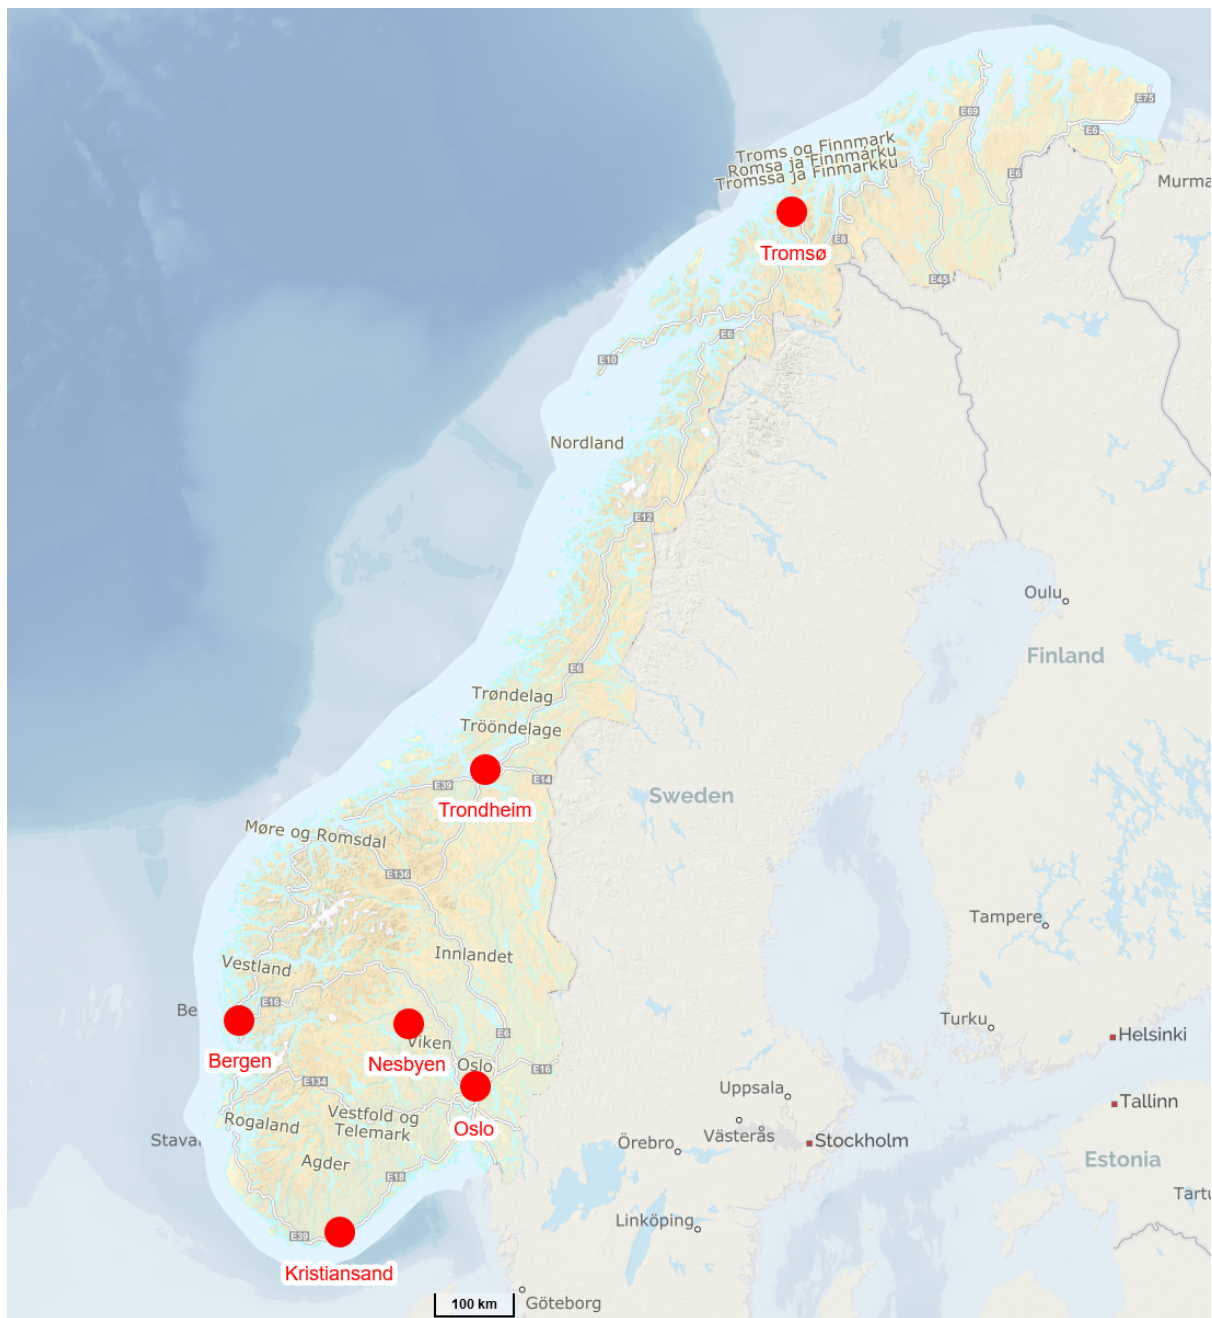 E75
E69
E6
Troms og Finnmark
Romsa ja Finnmárku
Tromssa ja Finmarkku
E6
Murma
Tromsø
E8
E45
E6
E10
Nordland
E12
Oulu
Finland
E6
Trøndelag
Trööndelage
E39
E14
Sweden
Trondheim
Møre og Romsdal
E136
Tampere
Innlandet
Vestland
E16
Be
Turku
Viken
E6
Helsinki
Bergen
Nesbyen
Oslo
E16
E134
Uppsala
Oslo
Tallinn
Rogaland
Vestfold og
Telemark
Västerås
Stavan
Örebro
Stockholm
Agder
Estonia
E18
Tartu
Linköping
E39
Kristiansand
100 km
Göteborg